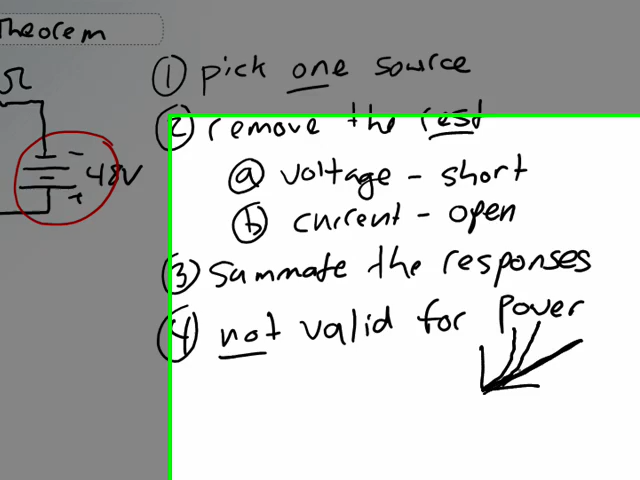 Theorem
① pick one source
Ω
② remove the rest
ⓐ voltage - short
- 48V
+
ⓑ current - open
③ summate the responses
④ not valid for power